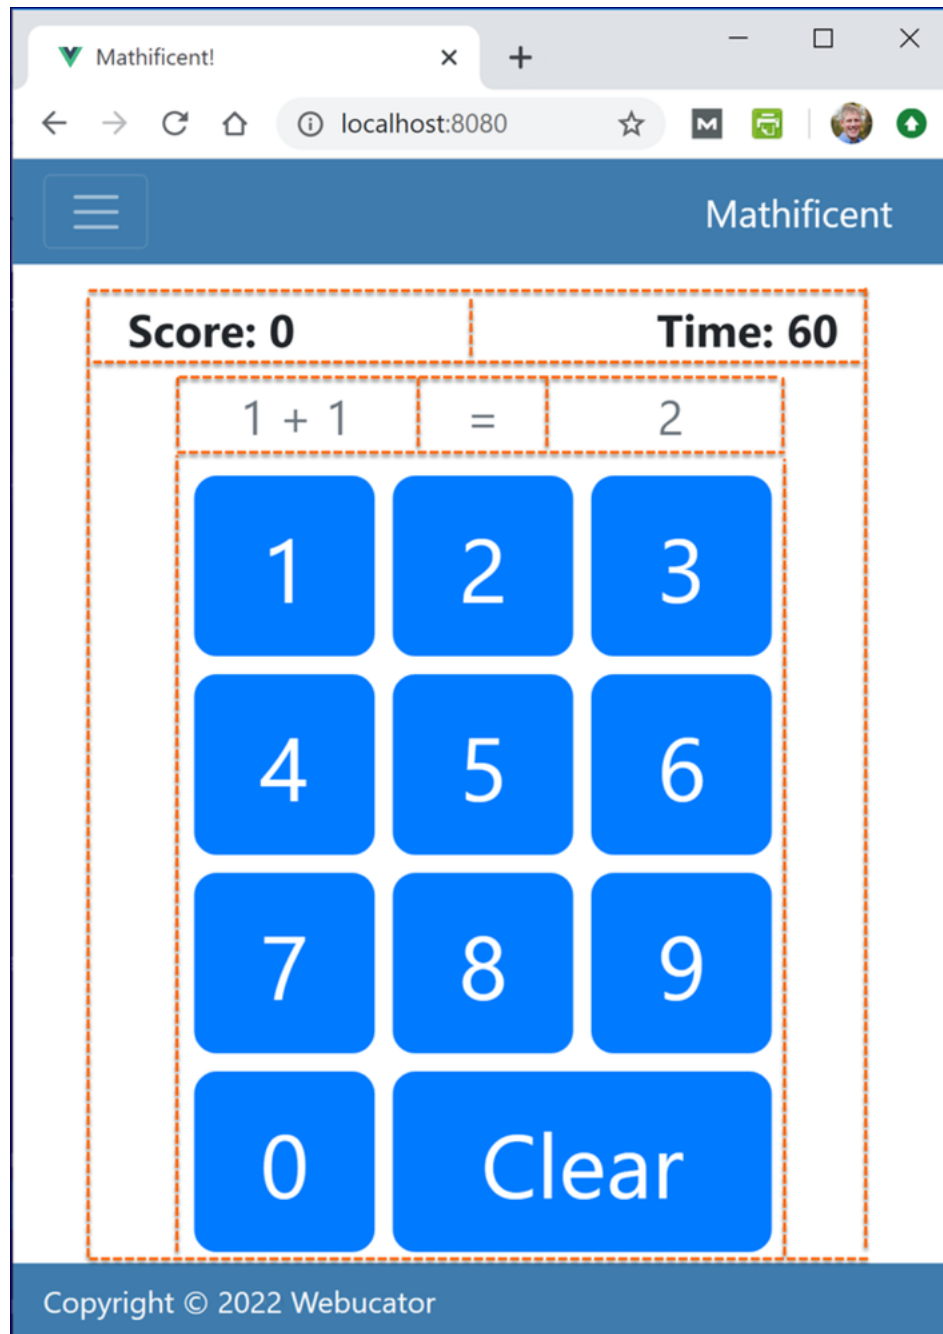 Mathificent!
localhost:8080
M
Mathificent
Score: 0 Time: 60
1 + 1 = 2
1 2 3
4 5 6
7 8 9
0 Clear
Copyright © 2022 Webucator